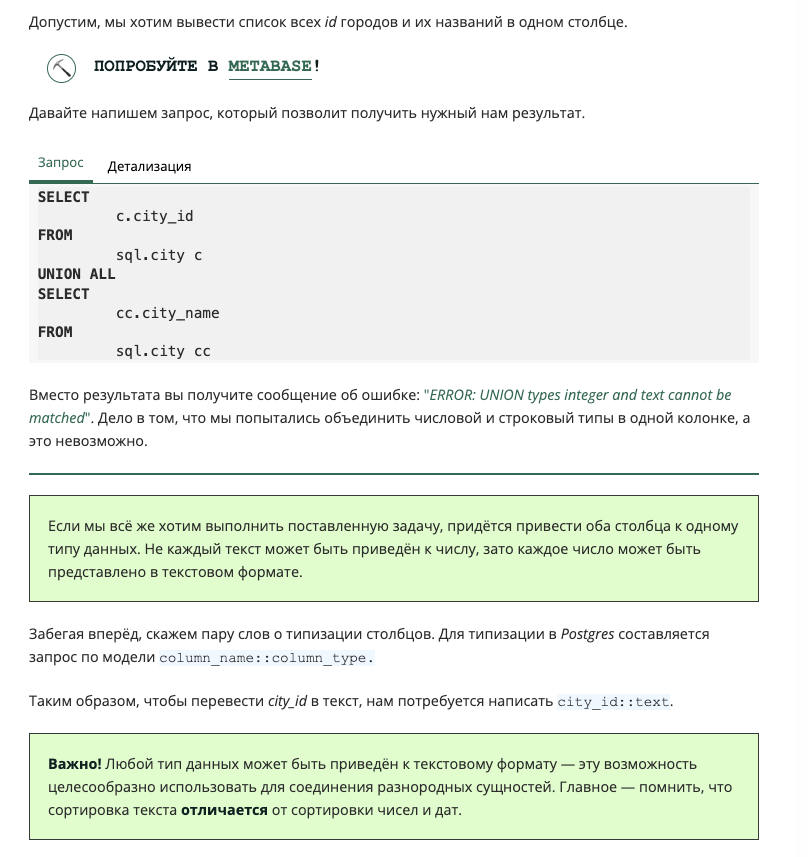 Допустим, мы хотим вывести список всех id городов и их названий в одном столбце.
ПОПРОБУЙТЕ В METABASE!
Давайте напишем запрос, который позволит получить нужный нам результат.
Запрос Детализация
SELECT
c.city_id
FROM
sql.city c
UNION ALL
SELECT
cc.city_name
FROM
sql.city cc
Вместо результата вы получите сообщение об ошибке: "ERROR: UNION types integer and text cannot be
matched". Дело в том, что мы попытались объединить числовой и строковый типы в одной колонке, а
это невозможно.
Если мы всё же хотим выполнить поставленную задачу, придётся привести оба столбца к одному
типу данных. Не каждый текст может быть приведён к числу, зато каждое число может быть
представлено в текстовом формате.
Забегая вперёд, скажем пару слов о типизации столбцов. Для типизации в Postgres составляется
запрос по модели column_name::column_type.
Таким образом, чтобы перевести city_id в текст, нам потребуется написать city_id::text.
Важно! Любой тип данных может быть приведён к текстовому формату — эту возможность
целесообразно использовать для соединения разнородных сущностей. Главное — помнить, что
сортировка текста отличается от сортировки чисел и дат.